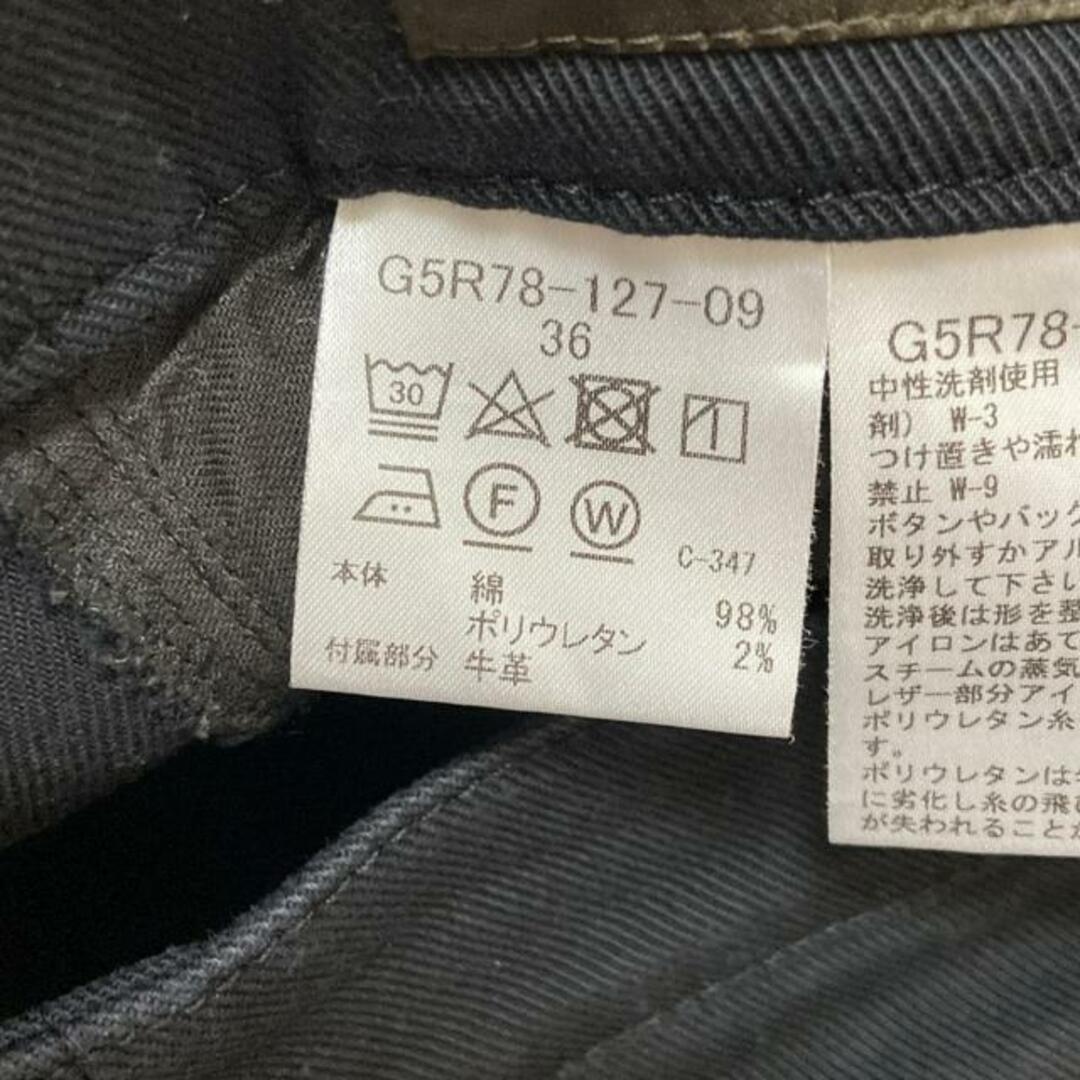 G5R78-127-09
36
30
F W
C-347
本体 綿 98%
ポリウレタン 2%
付属部分 牛革
G5R78-
中性洗剤使用
剤) W-3
つけ置きや濡れ
禁止 W-9
ボタンやバック
取り外すかアル
洗浄して下さい
洗浄後は形を整
アイロンはあて
スチームの蒸気
レザー部分アイ
ポリウレタン糸
す。
ポリウレタンは
に劣化し糸の飛び
が失われることか